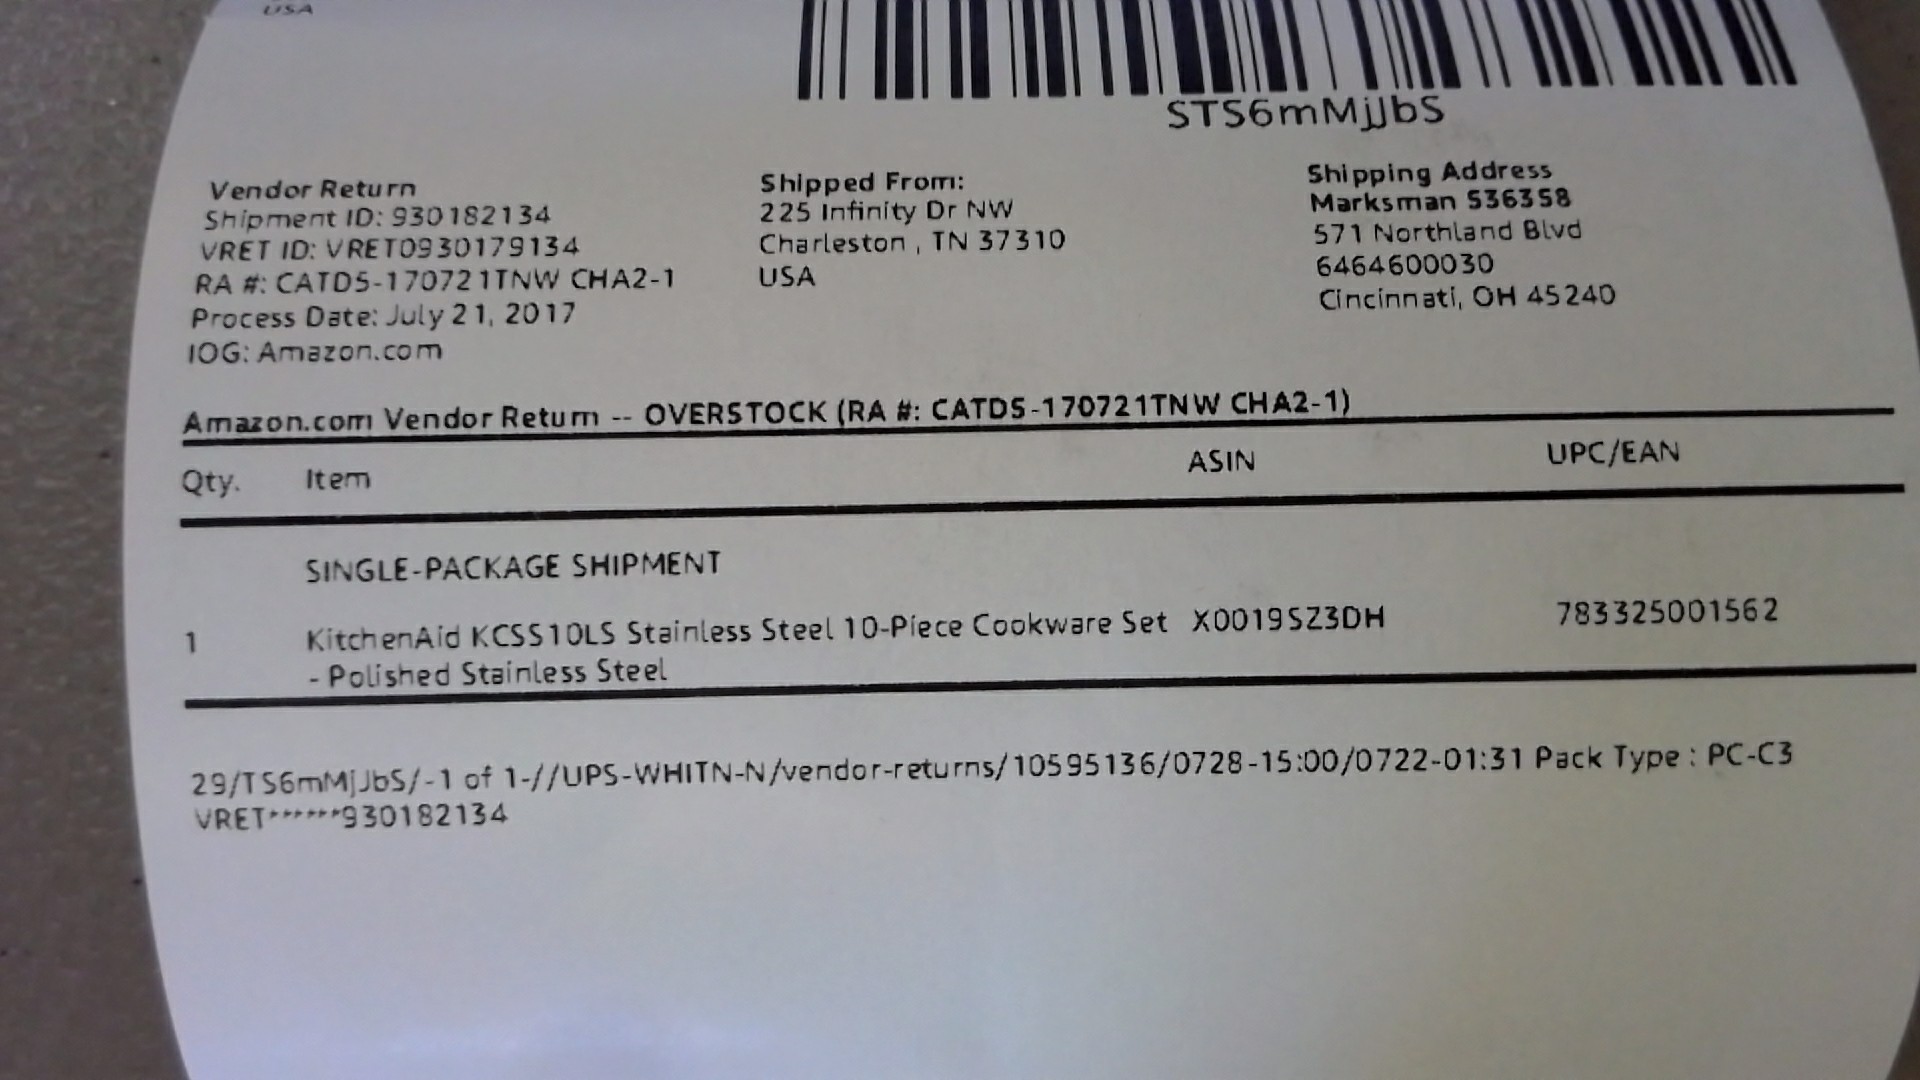 USA
STS6mMjJbS
Vendor Return
Shipment ID: 930182134
VRET ID: VRET0930179134
RA #: CATD5-170721TNW CHA2-1
Process Date: July 21, 2017
IOG: Amazon.com
Shipped From:
225 Infinity Dr NW
Charleston , TN 37310
USA
Shipping Address
Marksman 536358
571 Northland Blvd
6464600030
Cincinnati, OH 45240
Amazon.com Vendor Return -- OVERSTOCK (RA #: CATD5-170721TNW CHA2-1)
Qty. Item ASIN UPC/EAN
SINGLE-PACKAGE SHIPMENT
1 KitchenAid KCSS10LS Stainless Steel 10-Piece Cookware Set X0019SZ3DH 783325001562
- Polished Stainless Steel
29/TS6mMjJbS/-1 of 1-//UPS-WHITN-N/vendor-returns/10595136/0728-15:00/0722-01:31 Pack Type : PC-C3
VRET******930182134